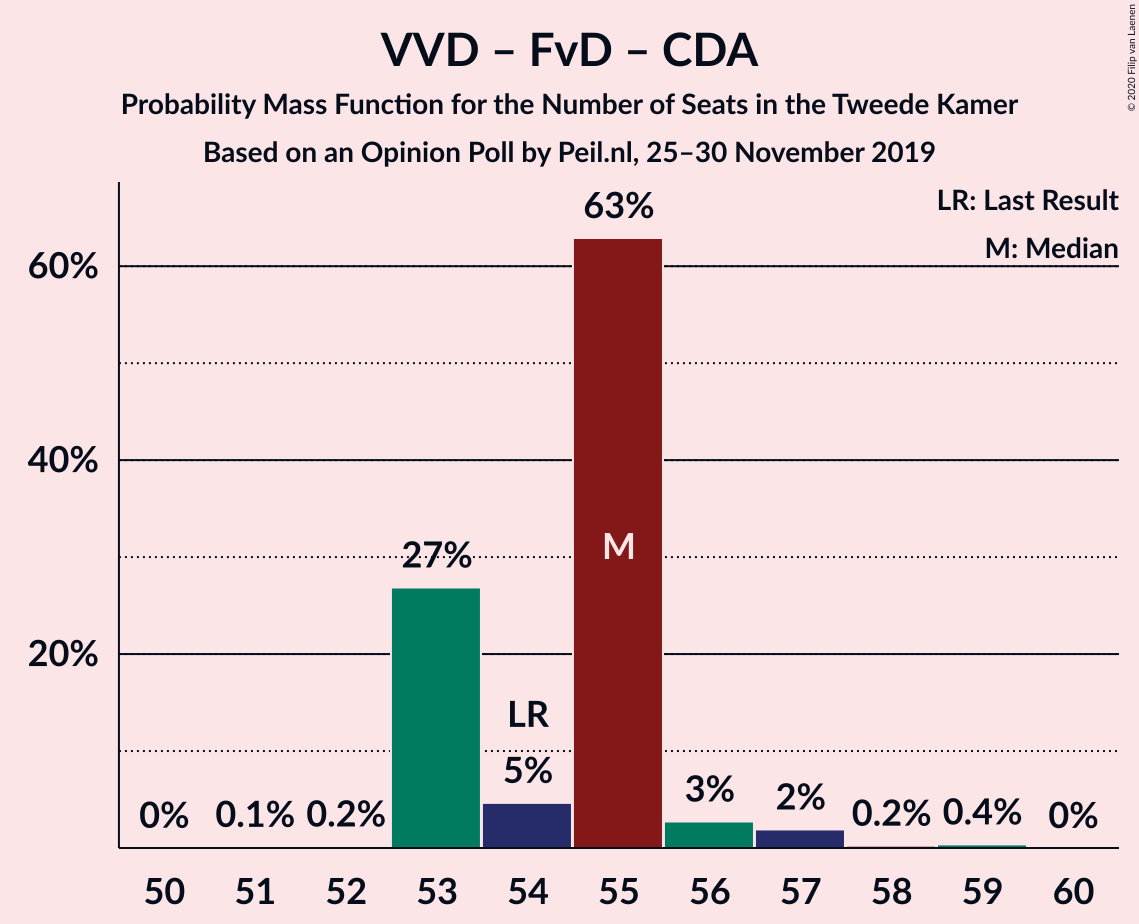 VVD – FvD – CDA
Probability Mass Function for the Number of Seats in the Tweede Kamer
Based on an Opinion Poll by Peil.nl, 25–30 November 2019
© 2020 Filip van Laenen
LR: Last Result
M: Median
63%
60%
40%
M
27%
20%
LR
5%
0%
0.1%
0.2%
3%
2%
0.2%
0.4%
0%
50 51 52 53 54 55 56 57 58 59 60